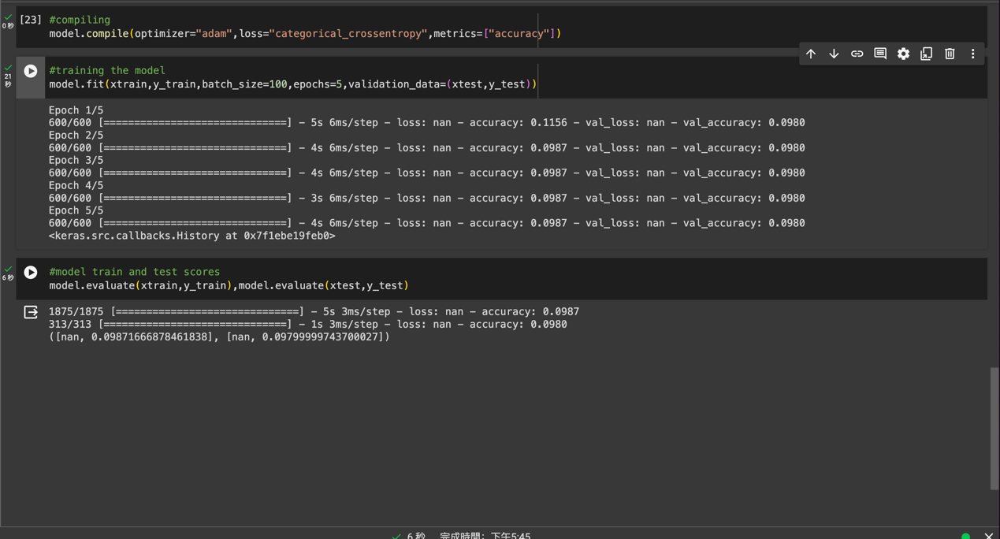 0 秒
[23] #compiling
model.compile(optimizer="adam",loss="categorical_crossentropy",metrics=["accuracy"])
21 秒
#training the model
model.fit(xtrain,y_train,batch_size=100,epochs=5,validation_data=(xtest,y_test))
Epoch 1/5
600/600 [==============================] - 5s 6ms/step - loss: nan - accuracy: 0.1156 - val_loss: nan - val_accuracy: 0.0980
Epoch 2/5
600/600 [==============================] - 4s 6ms/step - loss: nan - accuracy: 0.0987 - val_loss: nan - val_accuracy: 0.0980
Epoch 3/5
600/600 [==============================] - 4s 6ms/step - loss: nan - accuracy: 0.0987 - val_loss: nan - val_accuracy: 0.0980
Epoch 4/5
600/600 [==============================] - 3s 6ms/step - loss: nan - accuracy: 0.0987 - val_loss: nan - val_accuracy: 0.0980
Epoch 5/5
600/600 [==============================] - 4s 6ms/step - loss: nan - accuracy: 0.0987 - val_loss: nan - val_accuracy: 0.0980
<keras.src.callbacks.History at 0x7f1ebe19feb0>
6 秒
#model train and test scores
model.evaluate(xtrain,y_train),model.evaluate(xtest,y_test)
1875/1875 [==============================] - 5s 3ms/step - loss: nan - accuracy: 0.0987
313/313 [==============================] - 1s 3ms/step - loss: nan - accuracy: 0.0980
([nan, 0.09871666878461838], [nan, 0.09799999743700027])
6 秒 完成時間：下午5:45